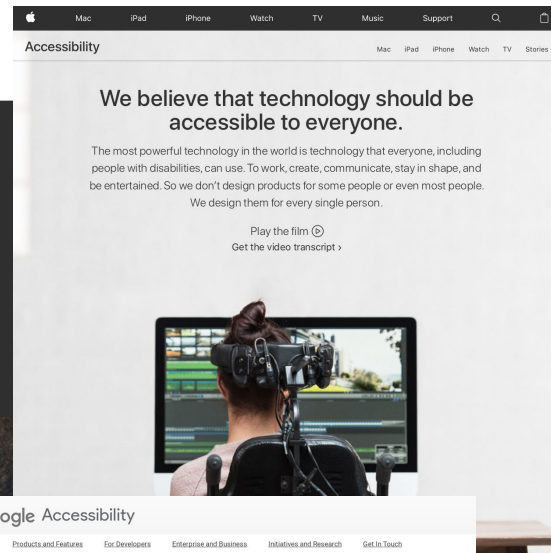 Mac iPad iPhone Watch TV Music Support
Accessibility
Mac iPad iPhone Watch TV Stories
We believe that technology should be
accessible to everyone.
The most powerful technology in the world is technology that everyone, including
people with disabilities, can use. To work, create, communicate, stay in shape, and
be entertained. So we don’t design products for some people or even most people.
We design them for every single person.
Play the film
Get the video transcript ›
ogle Accessibility
Products and Features For Developers Enterprise and Business Initiatives and Research Get In Touch